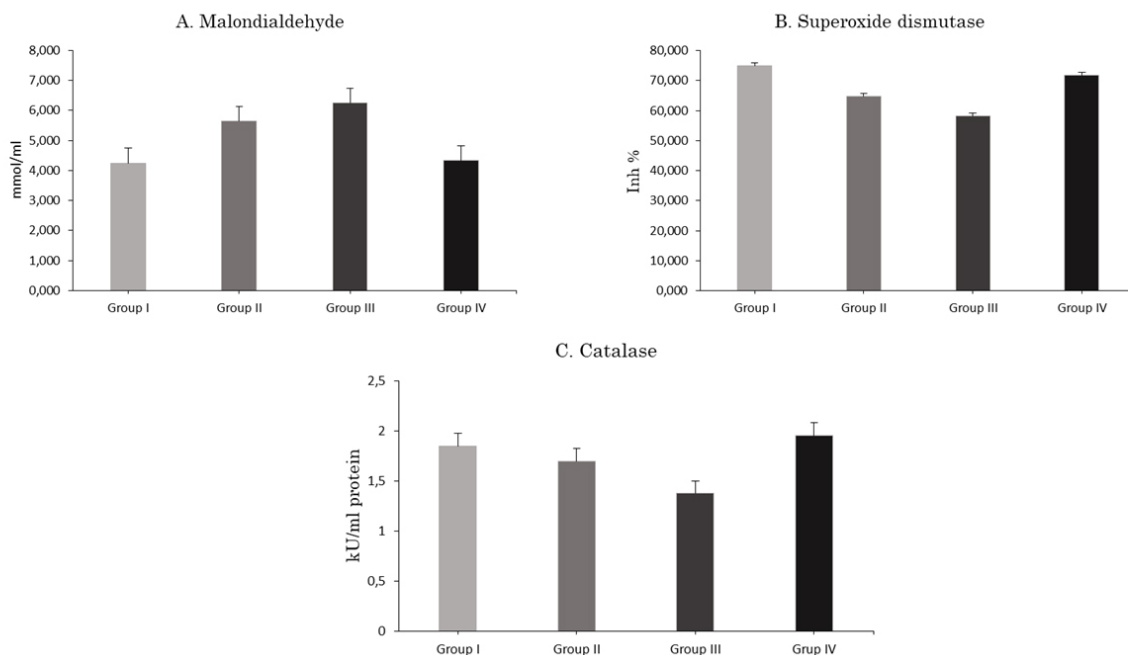 A. Malondialdehyde
8,000
7,000
6,000
5,000
4,000
3,000
2,000
1,000
0,000
mmol/ml
Group I Group II Group III Group IV
B. Superoxide dismutase
80,000
70,000
60,000
50,000
40,000
30,000
20,000
10,000
0,000
Inh %
Group I Group II Group III Group IV
C. Catalase
2,5
2
1,5
1
0,5
0
kU/ml protein
Group I Group II Group III Grup IV